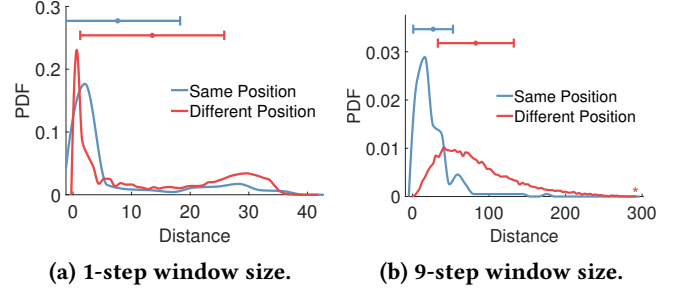 0.3
0.2
0.1
0
PDF
Same Position
Different Position
0 10 20 30 40
Distance
(a) 1-step window size.
0.03
0.02
0.01
0
PDF
Same Position
Different Position
*
0 100 200 300
Distance
(b) 9-step window size.